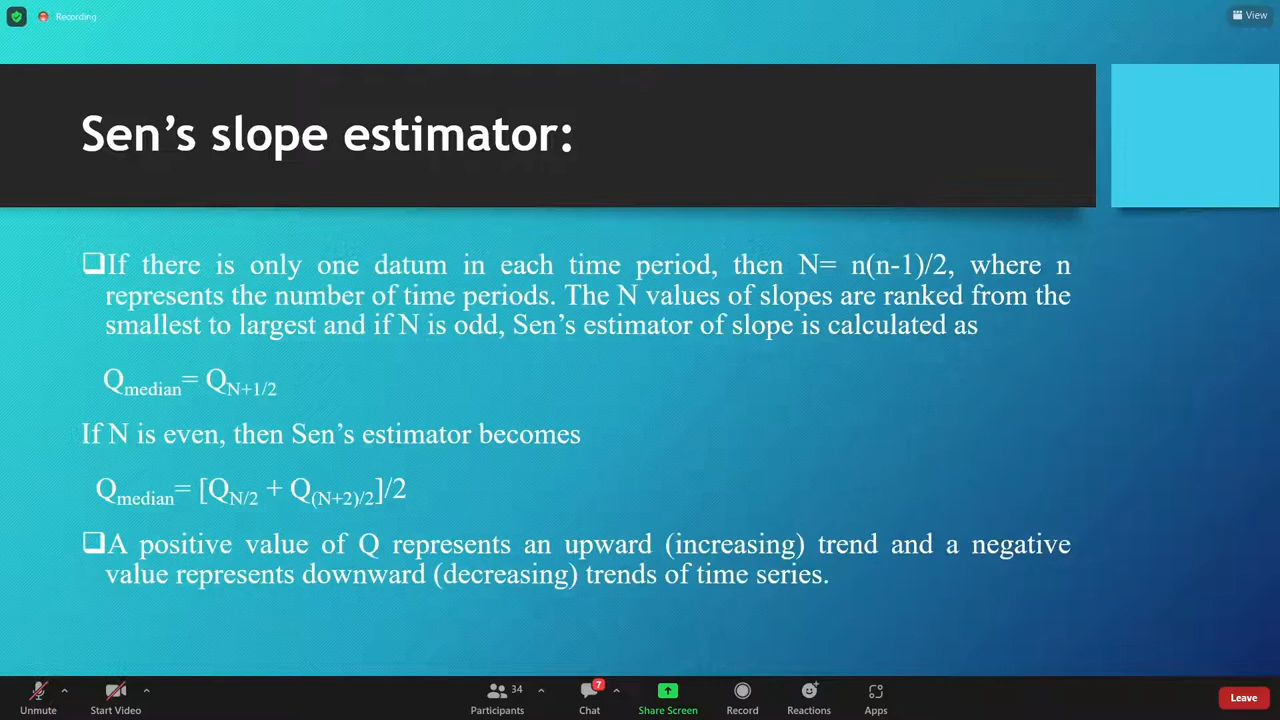 Recording
View
Sen’s slope estimator:
❑If there is only one datum in each time period, then N= n(n-1)/2, where n
represents the number of time periods. The N values of slopes are ranked from the
smallest to largest and if N is odd, Sen’s estimator of slope is calculated as
Qmedian= QN+1/2
If N is even, then Sen’s estimator becomes
Qmedian= [QN/2 + Q(N+2)/2]/2
❑A positive value of Q represents an upward (increasing) trend and a negative
value represents downward (decreasing) trends of time series.
34
7
Unmute
Start Video
Participants
Chat
Share Screen
Record
Reactions
Apps
Leave